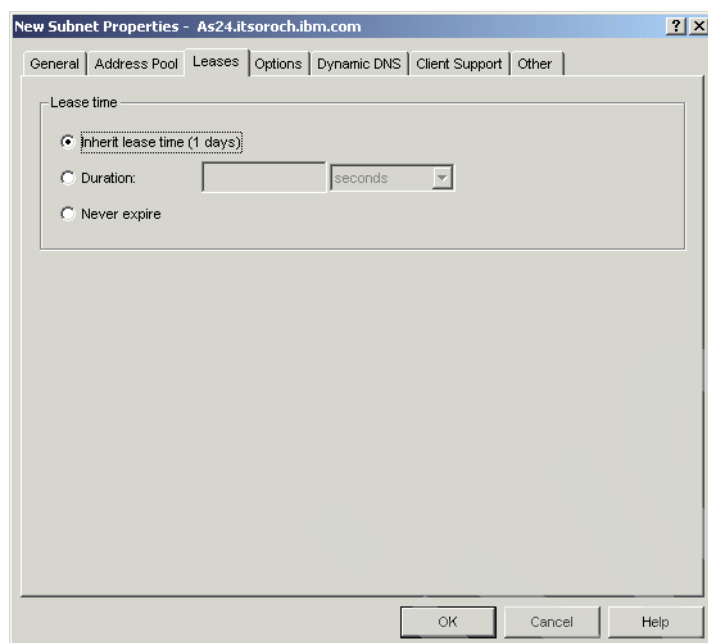 New Subnet Properties - As24.itsoroch.ibm.com
General Address Pool Leases Options Dynamic DNS Client Support Other
Lease time
Inherit lease time (1 days)
Duration: seconds
Never expire
OK Cancel Help